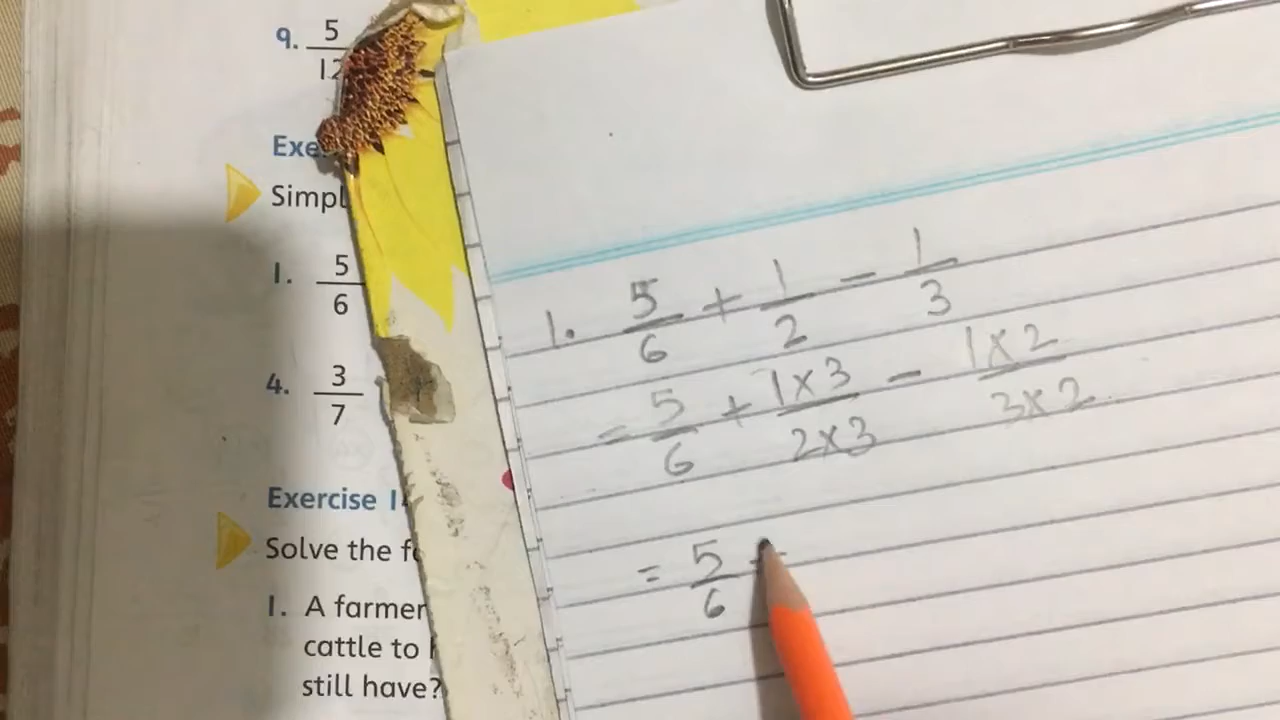 9. 5/12
Exe
Simpl
1. 5/6
4. 3/7
Exercise 1
Solve the f
1. A farmer
cattle to
still have?
1. 5/6 + 1/2 - 1/3
= 5/6 + 1×3/2×3 - 1×2/3×2
= 5/6 +